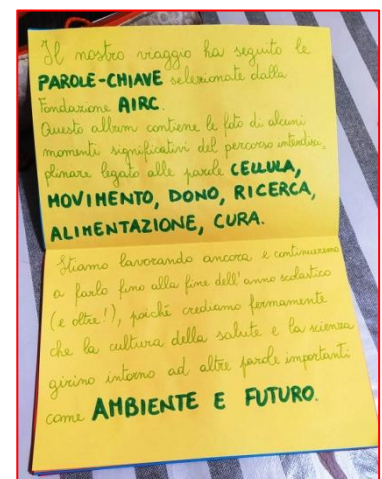 Il nostro viaggio ha seguito le
PAROLE-CHIAVE selezionate dalla
Fondazione AIRC.
Questo album contiene le foto di alcuni
momenti significativi del percorso interdisci,
plinare legato alle parole CELLULA,
MOVIMENTO, DONO, RICERCA,
ALIMENTAZIONE, CURA.
Stiamo lavorando ancora e continueremo
a farlo fino alla fine dell'anno scolastico
(e oltre!), poiché crediamo fermamente
che la cultura della salute e la scienza
girino intorno ad altre parole importanti
come AMBIENTE E FUTURO.